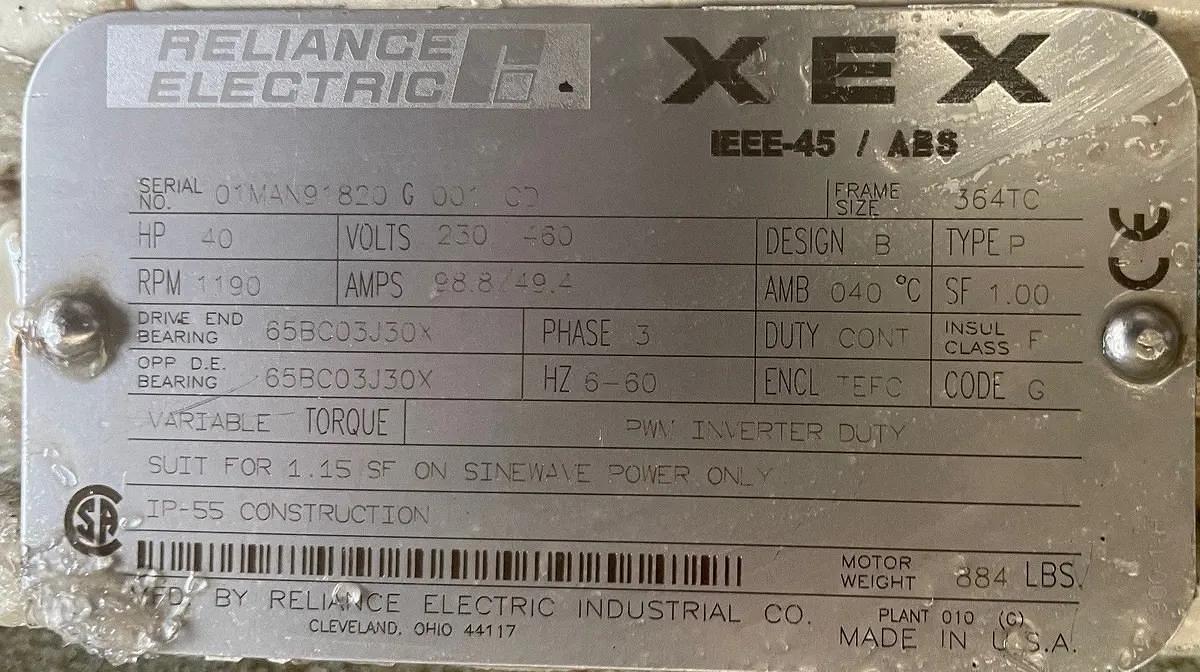 RELIANCE
ELECTRIC
XEX
IEEE-45 / ABS
SERIAL NO. 01MAN91820 G 001 CD FRAME SIZE 364TC
HP 40 VOLTS 230 460 DESIGN B TYPE P
RPM 1190 AMPS 98.8/49.4 AMB 040 °C SF 1.00
DRIVE END BEARING 65BC03J30X PHASE 3 DUTY CONT INSUL CLASS F
OPP D.E. BEARING 65BC03J30X HZ 6-60 ENCL TEFC CODE G
VARIABLE TORQUE PWM INVERTER DUTY
SUIT FOR 1.15 SF ON SINEWAVE POWER ONLY
IP-55 CONSTRUCTION
MOTOR WEIGHT 884 LBS.
MFD. BY RELIANCE ELECTRIC INDUSTRIAL CO.
CLEVELAND, OHIO 44117
PLANT 010 (C)
MADE IN U.S.A.
CE
SA